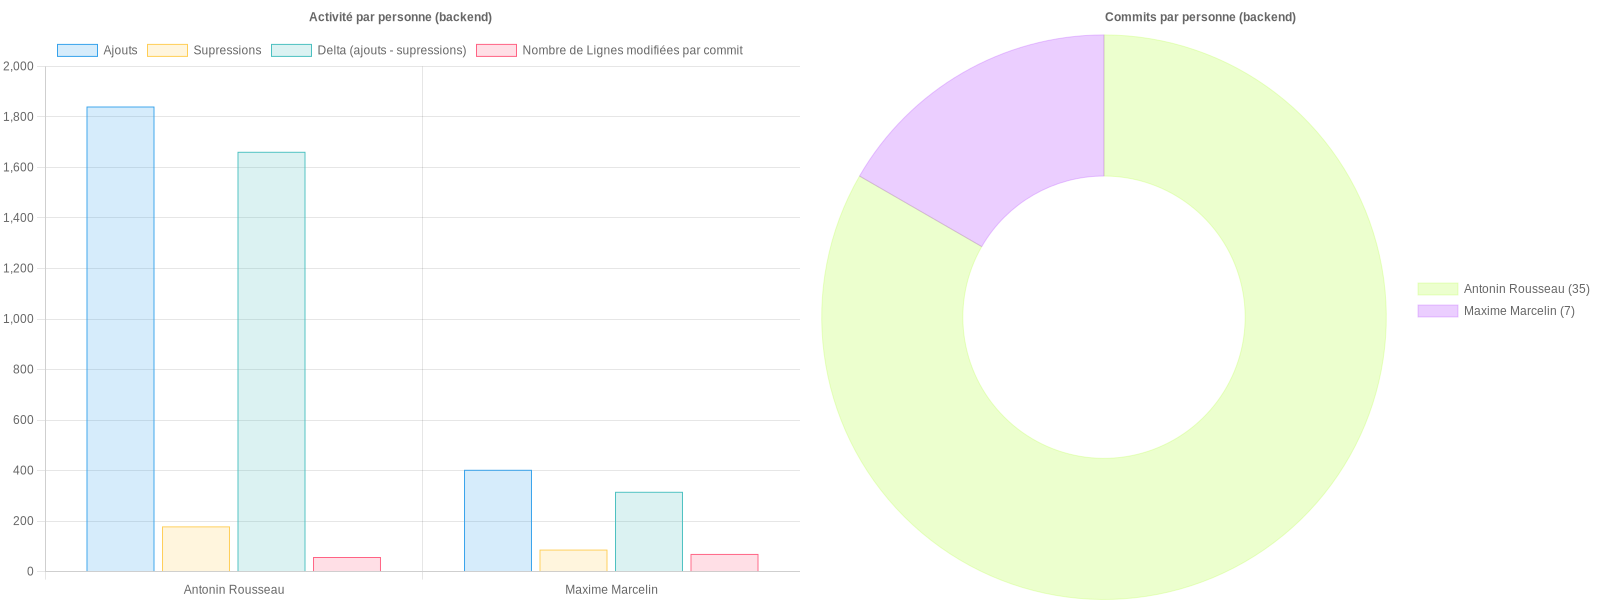 Activité par personne (backend)
Ajouts
Supressions
Delta (ajouts - supressions)
Nombre de Lignes modifiées par commit
2,000
1,800
1,600
1,400
1,200
1,000
800
600
400
200
0
Antonin Rousseau
Maxime Marcelin
Commits par personne (backend)
Antonin Rousseau (35)
Maxime Marcelin (7)